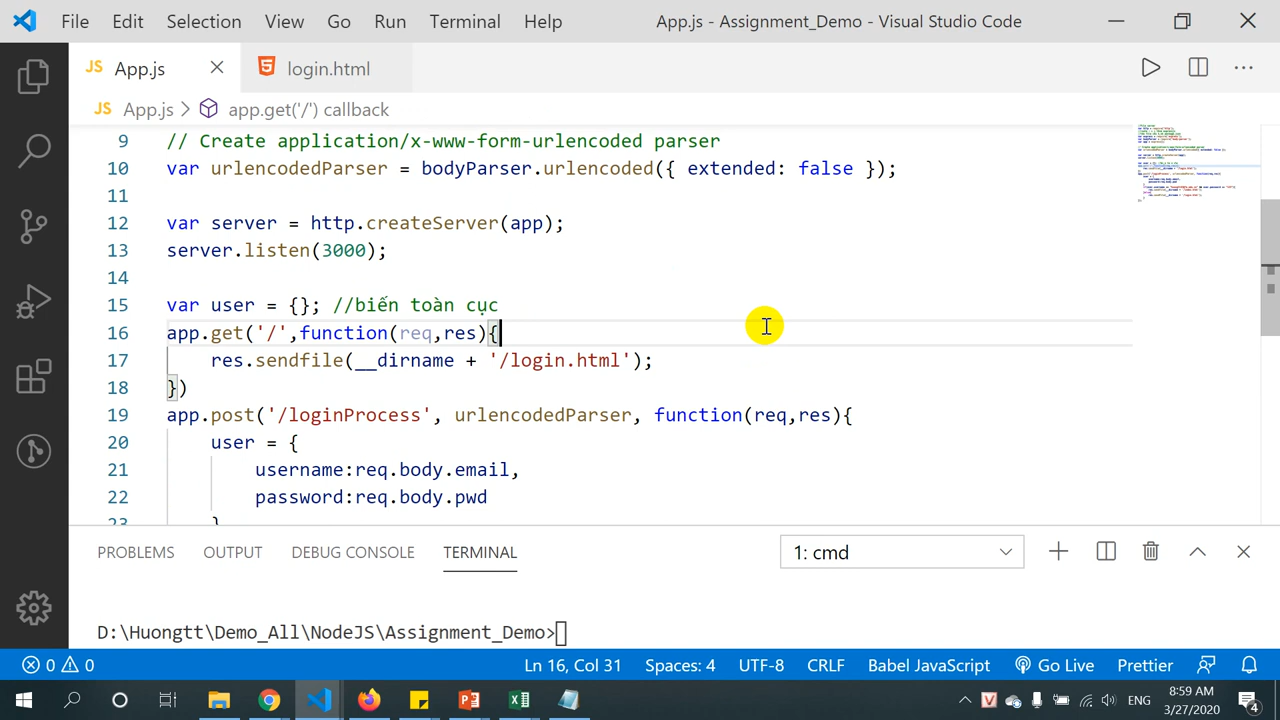 File Edit Selection View Go Run Terminal Help App.js - Assignment_Demo - Visual Studio Code
JS App.js login.html
JS App.js > app.get('/') callback
9 // Create application/x-www-form-urlencoded parser
10 var urlencodedParser = bodyParser.urlencoded({ extended: false });
11
12 var server = http.createServer(app);
13 server.listen(3000);
14
15 var user = {}; //biến toàn cục
16 app.get('/',function(req,res){
17 res.sendfile(__dirname + '/login.html');
18 })
19 app.post('/loginProcess', urlencodedParser, function(req,res){
20 user = {
21 username:req.body.email,
22 password:req.body.pwd
23 }
PROBLEMS OUTPUT DEBUG CONSOLE TERMINAL 1: cmd
D:\Huongtt\Demo_All\NodeJS\Assignment_Demo>
0 0 Ln 16, Col 31 Spaces: 4 UTF-8 CRLF Babel JavaScript Go Live Prettier
ENG 8:59 AM
3/27/2020 4